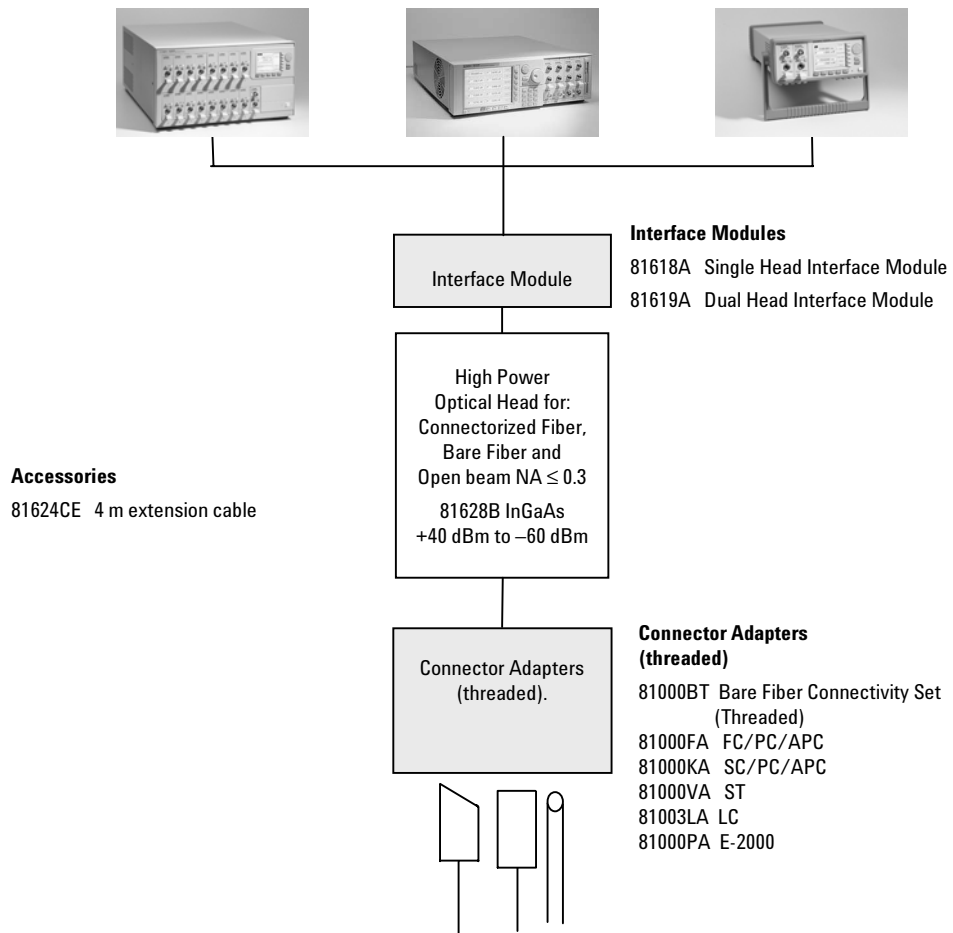 Interface Modules
81618A Single Head Interface Module
81619A Dual Head Interface Module
Interface Module
High Power
Optical Head for:
Connectorized Fiber,
Bare Fiber and
Open beam NA ≤ 0.3
81628B InGaAs
+40 dBm to –60 dBm
Accessories
81624CE 4 m extension cable
Connector Adapters
(threaded).
Connector Adapters
(threaded)
81000BT Bare Fiber Connectivity Set
(Threaded)
81000FA FC/PC/APC
81000KA SC/PC/APC
81000VA ST
81003LA LC
81000PA E-2000